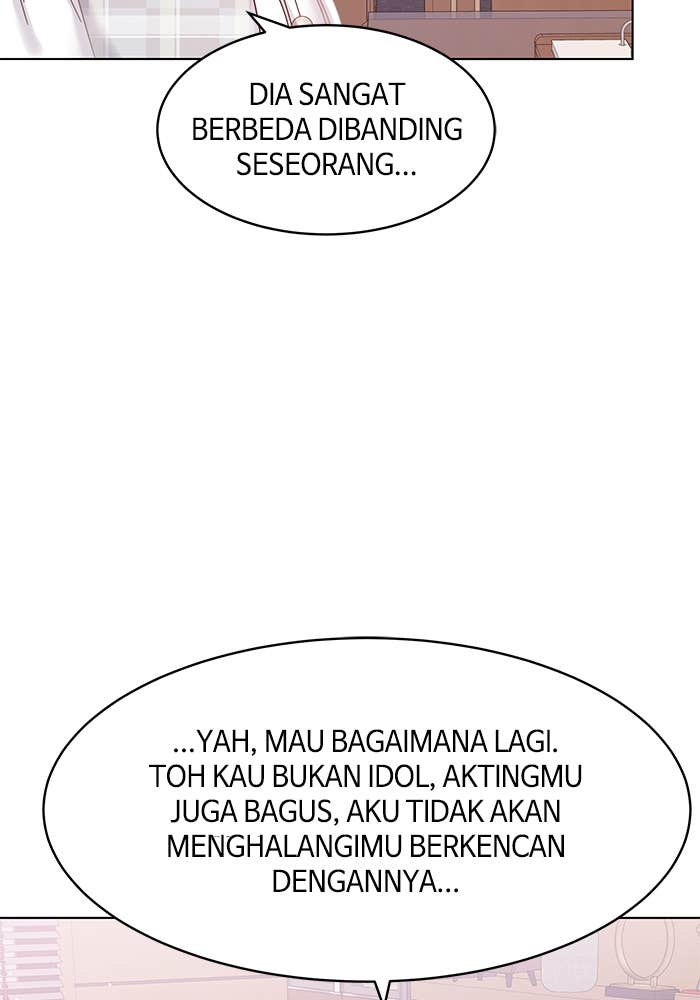 DIA SANGAT
BERBEDA DIBANDING
SESEORANG...
...YAH, MAU BAGAIMANA LAGI.
TOH KAU BUKAN IDOL, AKTINGMU
JUGA BAGUS, AKU TIDAK AKAN
MENGHALANGIMU BERKENCAN
DENGANNYA...